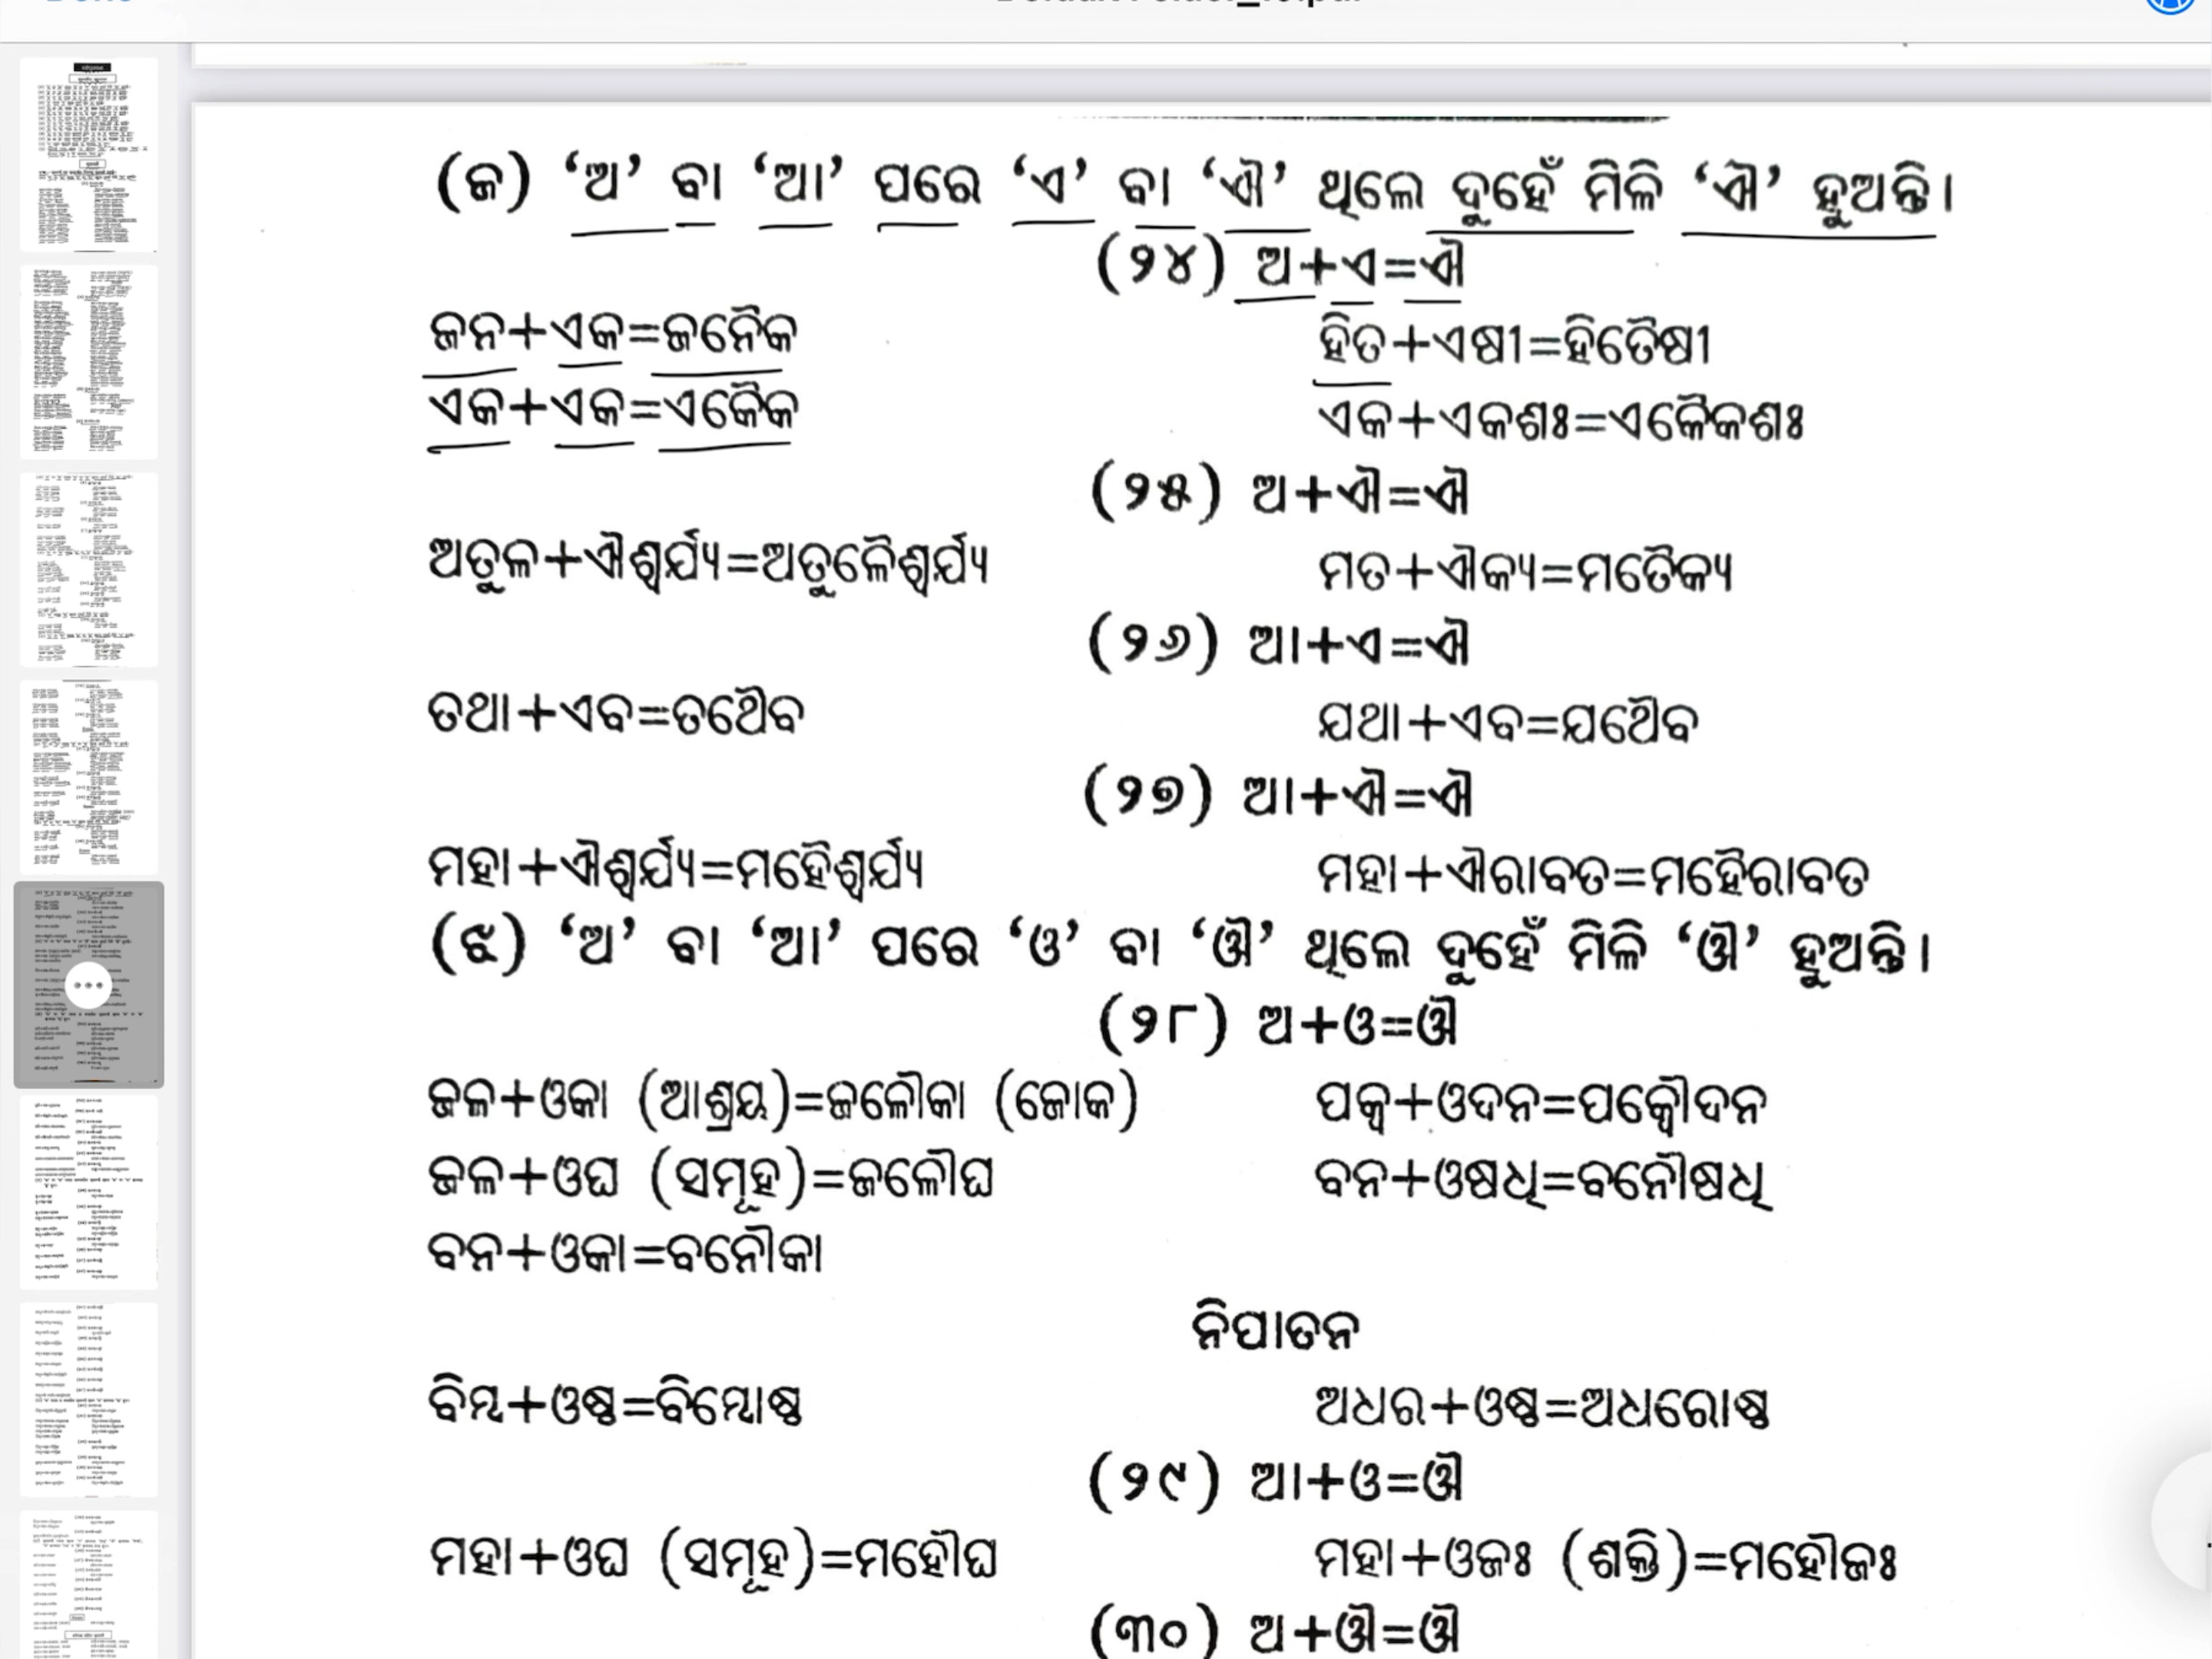 (ଜ) ‘ଅ’ ବା ‘ଆ’ ପରେ ‘ଏ’ ବା ‘ଐ’ ଥିଲେ ଦୁହେଁ ମିଳି ‘ଐ’ ହୁଅନ୍ତି।
(୨୪) ଅ+ଏ=ଐ
ଜନ+ଏକ=ଜନୈକ ହିତ+ଏଷୀ=ହିତୈଷୀ
ଏକ+ଏକ=ଏକୈକ ଏକ+ଏକଶଃ=ଏକୈକଶଃ
(୨୫) ଅ+ଐ=ଐ
ଅତୁଳ+ଐଶ୍ୱର୍ଯ୍ୟ=ଅତୁଳୈଶ୍ୱର୍ଯ୍ୟ ମତ+ଐକ୍ୟ=ମତୈକ୍ୟ
(୨୬) ଆ+ଏ=ଐ
ତଥା+ଏବ=ତଥୈବ ଯଥା+ଏବ=ଯଥୈବ
(୨୭) ଆ+ଐ=ଐ
ମହା+ଐଶ୍ୱର୍ଯ୍ୟ=ମହୈଶ୍ୱର୍ଯ୍ୟ ମହା+ଐରାବତ=ମହୈରାବତ
(ଝ) ‘ଅ’ ବା ‘ଆ’ ପରେ ‘ଓ’ ବା ‘ଔ’ ଥିଲେ ଦୁହେଁ ମିଳି ‘ଔ’ ହୁଅନ୍ତି।
(୨୮) ଅ+ଓ=ଔ
ଜଳ+ଓକା (ଆଶ୍ରୟ)=ଜଳୌକା (ଜୋକ) ପକ୍ୱ+ଓଦନ=ପକ୍ୱୌଦନ
ଜଳ+ଓଘ (ସମୂହ)=ଜଳୌଘ ବନ+ଓଷଧି=ବନୌଷଧି
ବନ+ଓକା=ବନୌକା
ନିପାତନ
ବିମ୍ବ+ଓଷ୍ଠ=ବିମ୍ବୋଷ୍ଠ ଅଧର+ଓଷ୍ଠ=ଅଧରୋଷ୍ଠ
(୨୯) ଆ+ଓ=ଔ
ମହା+ଓଘ (ସମୂହ)=ମହୌଘ ମହା+ଓଜଃ (ଶକ୍ତି)=ମହୌଜଃ
(୩୦) ଅ+ଔ=ଔ